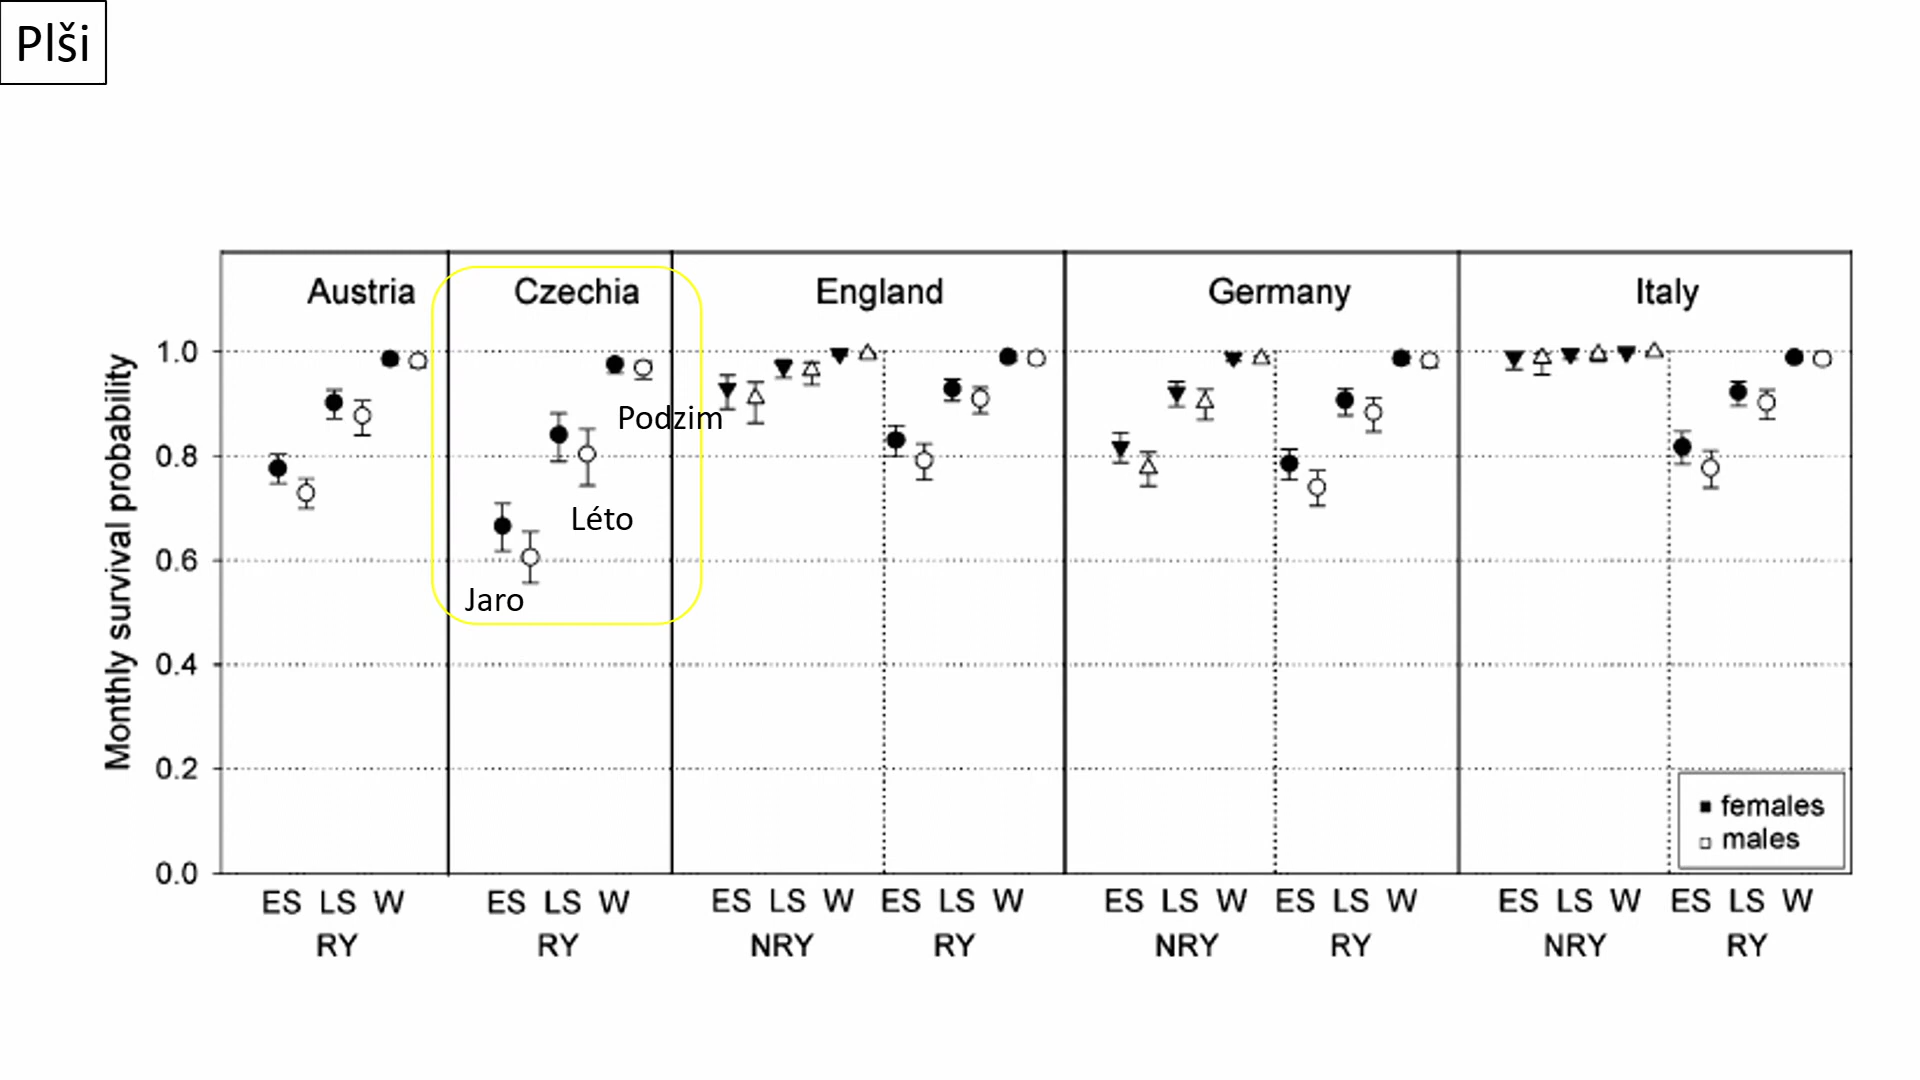 Plši
Austria Czechia England Germany Italy
Monthly survival probability
1.0
0.8
0.6
0.4
0.2
0.0
Podzim
Léto
Jaro
females
males
ES LS W ES LS W ES LS W ES LS W ES LS W ES LS W ES LS W ES LS W
RY RY NRY RY NRY RY NRY RY